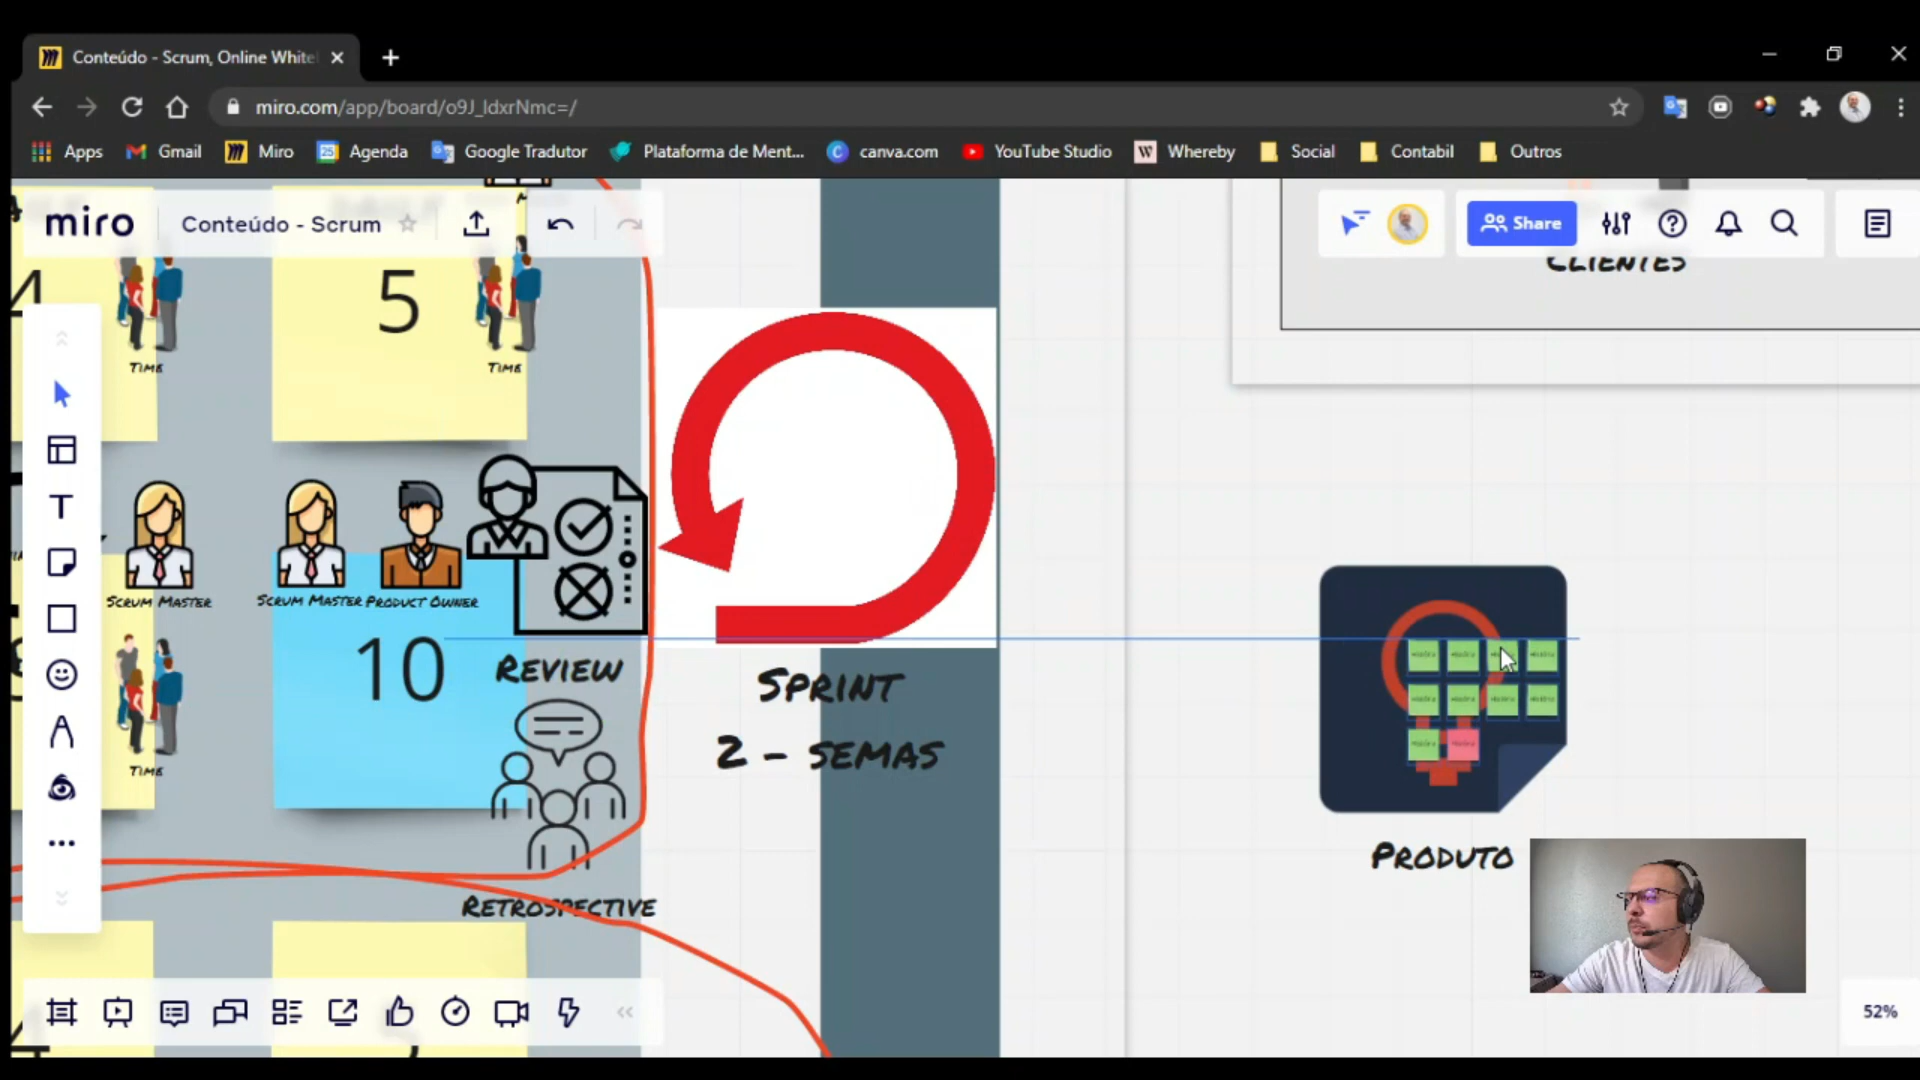 Conteúdo - Scrum, Online White
miro.com/app/board/o9J_ldxrNmc=/
Apps
Gmail
Miro
Agenda
Google Tradutor
Plataforma de Ment...
canva.com
YouTube Studio
Whereby
Social
Contabil
Outros
miro
Conteúdo - Scrum
Share
Clientes
4
5
Time
Time
Scrum Master
Scrum Master
Product Owner
10
Review
Time
Retrospective
Sprint
2 - semas
Produto
52%